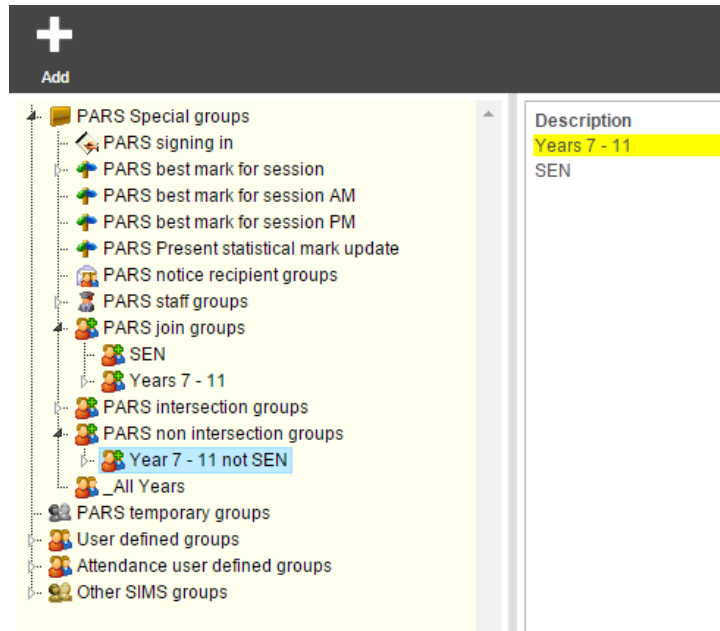 Add
PARS Special groups
PARS signing in
PARS best mark for session
PARS best mark for session AM
PARS best mark for session PM
PARS Present statistical mark update
PARS notice recipient groups
PARS staff groups
PARS join groups
SEN
Years 7 - 11
PARS intersection groups
PARS non intersection groups
Year 7 - 11 not SEN
_All Years
PARS temporary groups
User defined groups
Attendance user defined groups
Other SIMS groups
Description
Years 7 - 11
SEN